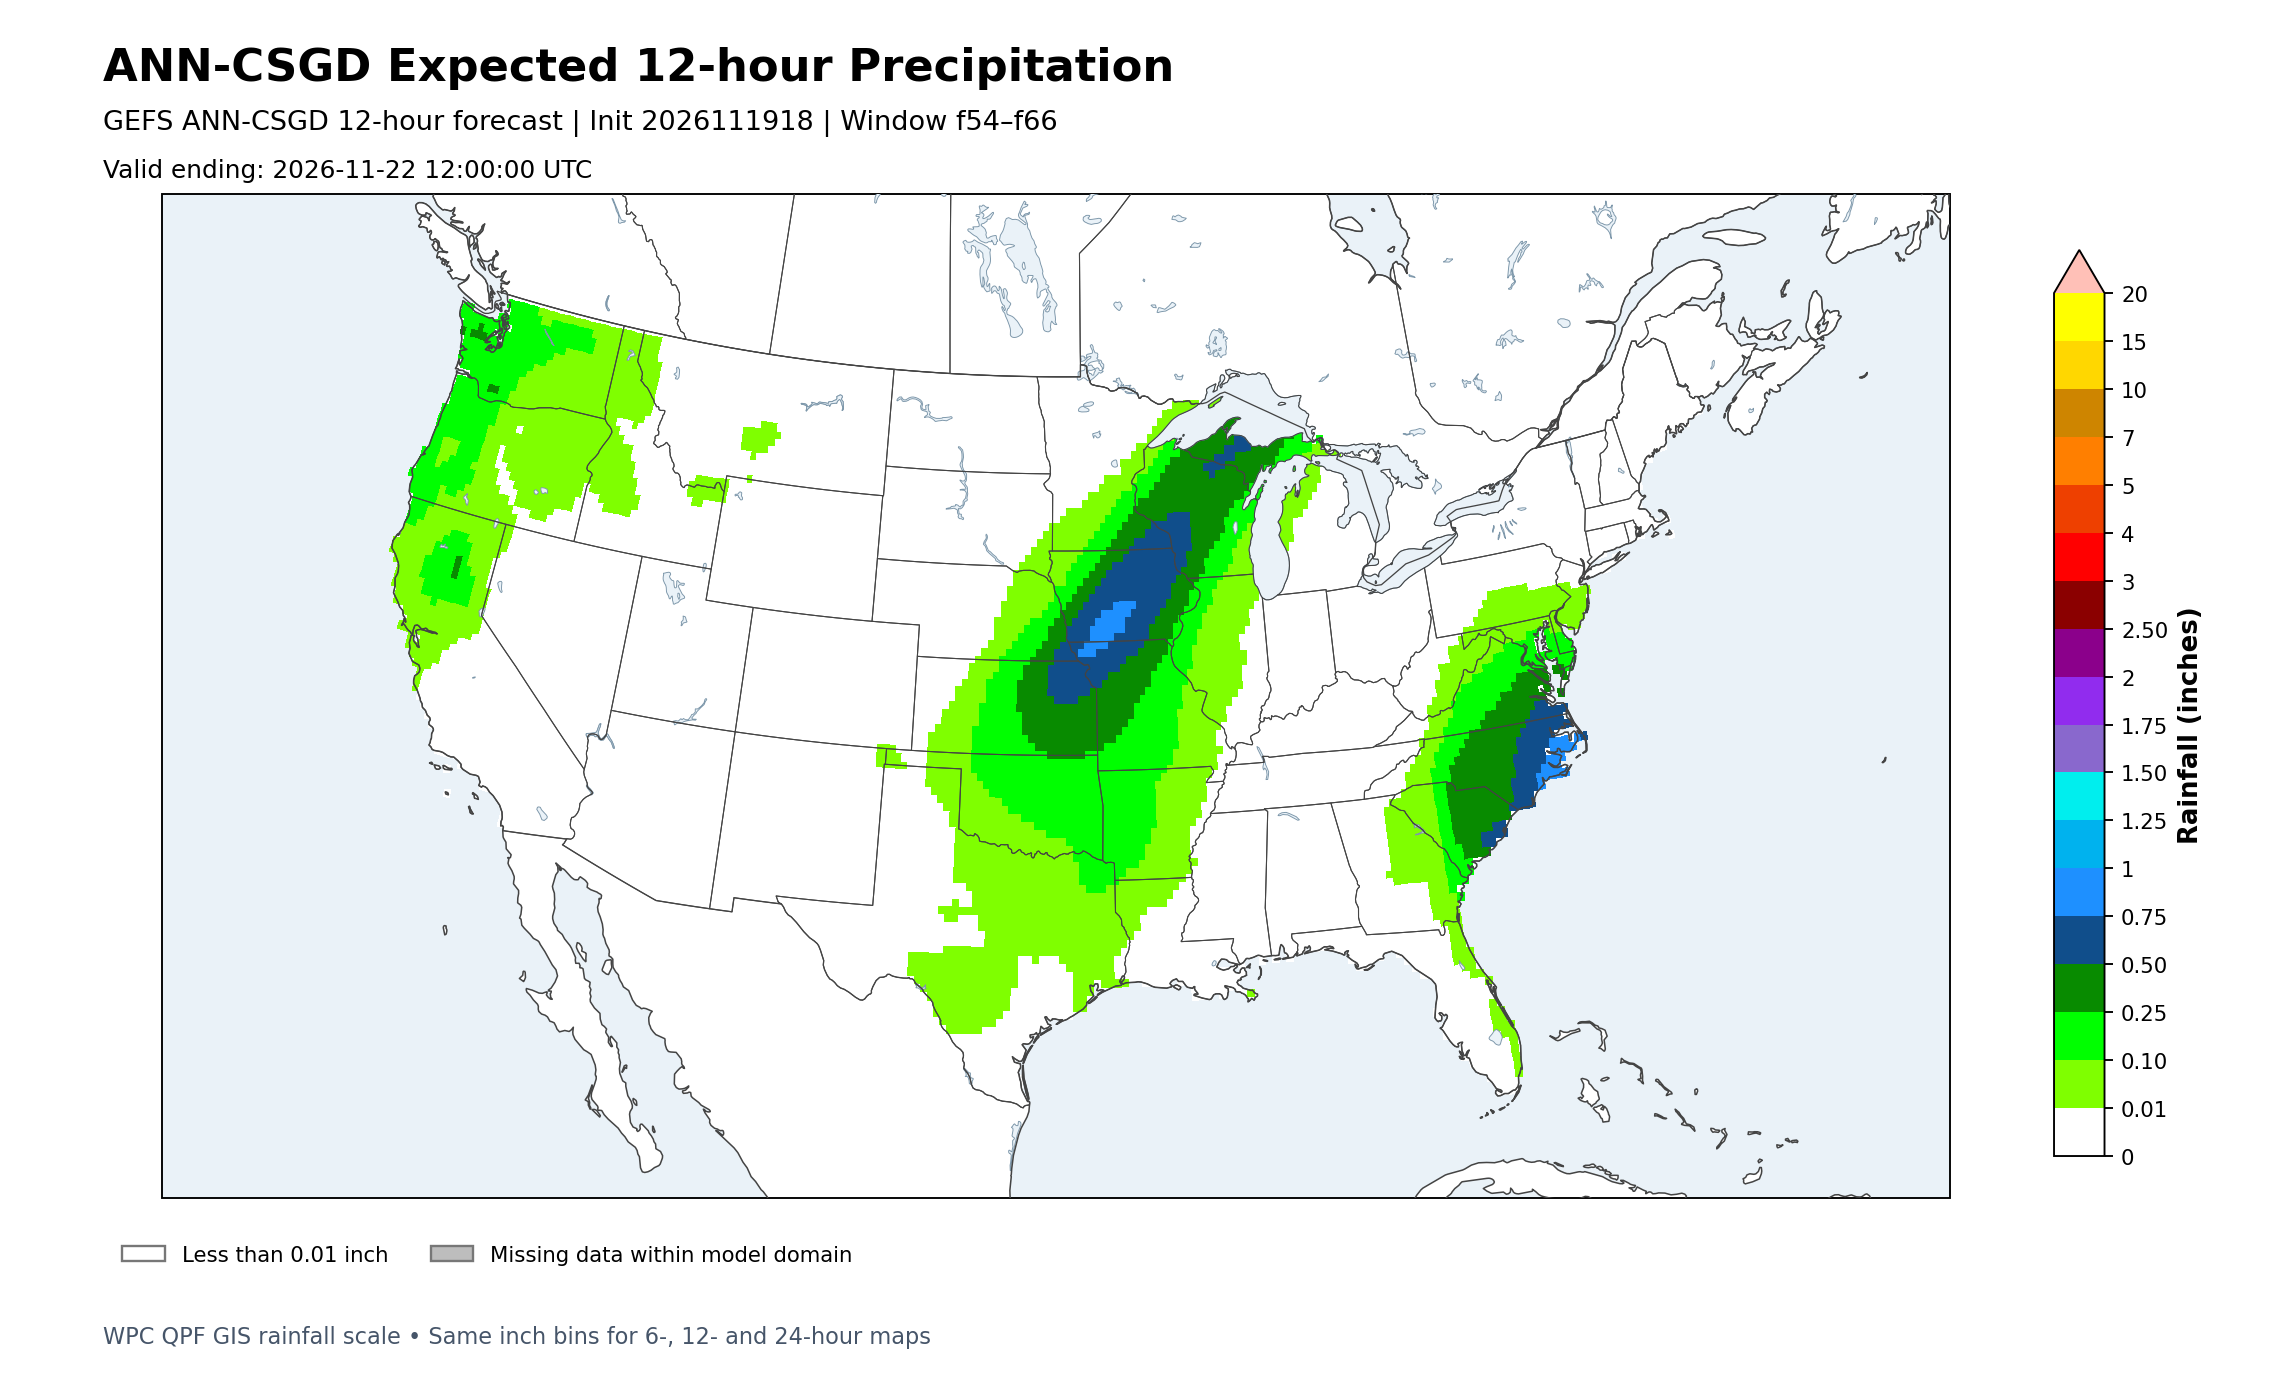 ANN-CSGD Expected 12-hour Precipitation
GEFS ANN-CSGD 12-hour forecast | Init 2026111918 | Window f54–f66
Valid ending: 2026-11-22 12:00:00 UTC
20
15
10
7
5
4
3
2.50
2
1.75
1.50
1.25
1
0.75
0.50
0.25
0.10
0.01
0
Rainfall (inches)
Less than 0.01 inch
Missing data within model domain
WPC QPF GIS rainfall scale • Same inch bins for 6-, 12- and 24-hour maps